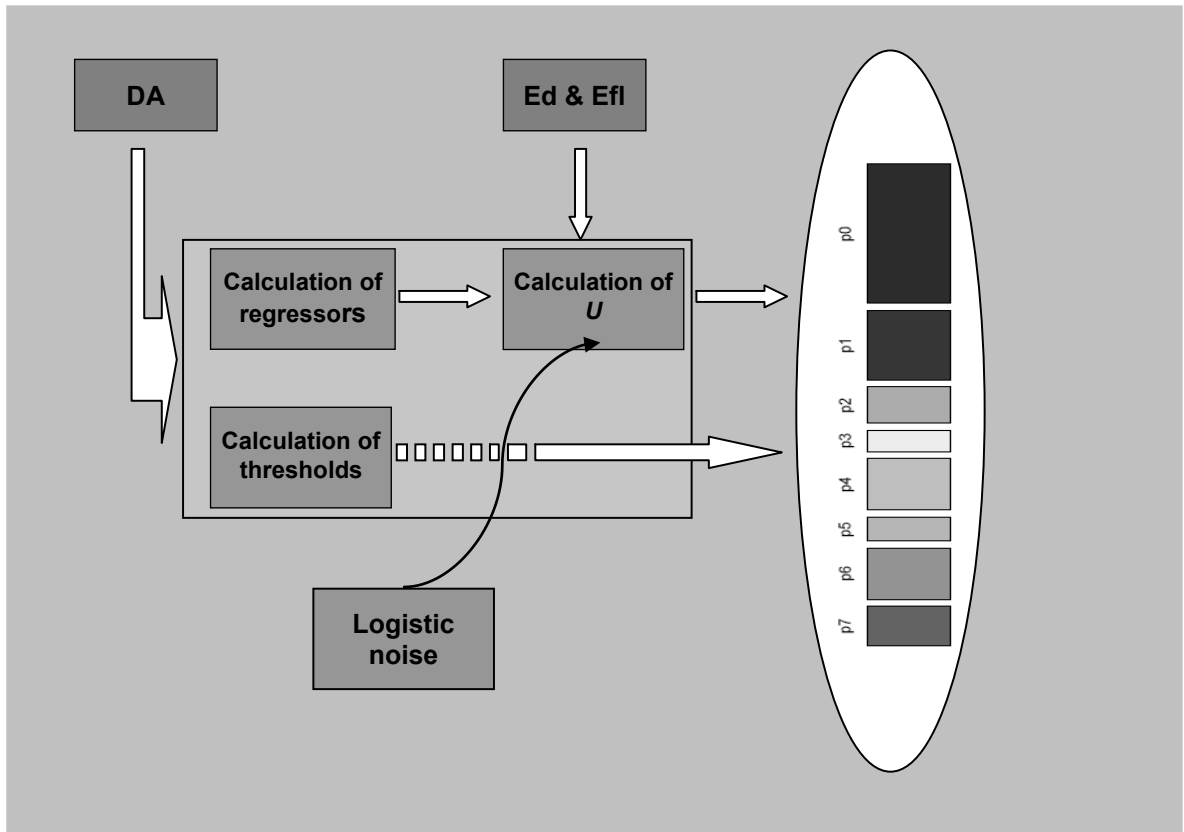 DA
Ed & Efl
Calculation of
regressors
Calculation of
U
Calculation of
thresholds
Logistic
noise
p0
p1
p2
p3
p4
p5
p6
p7